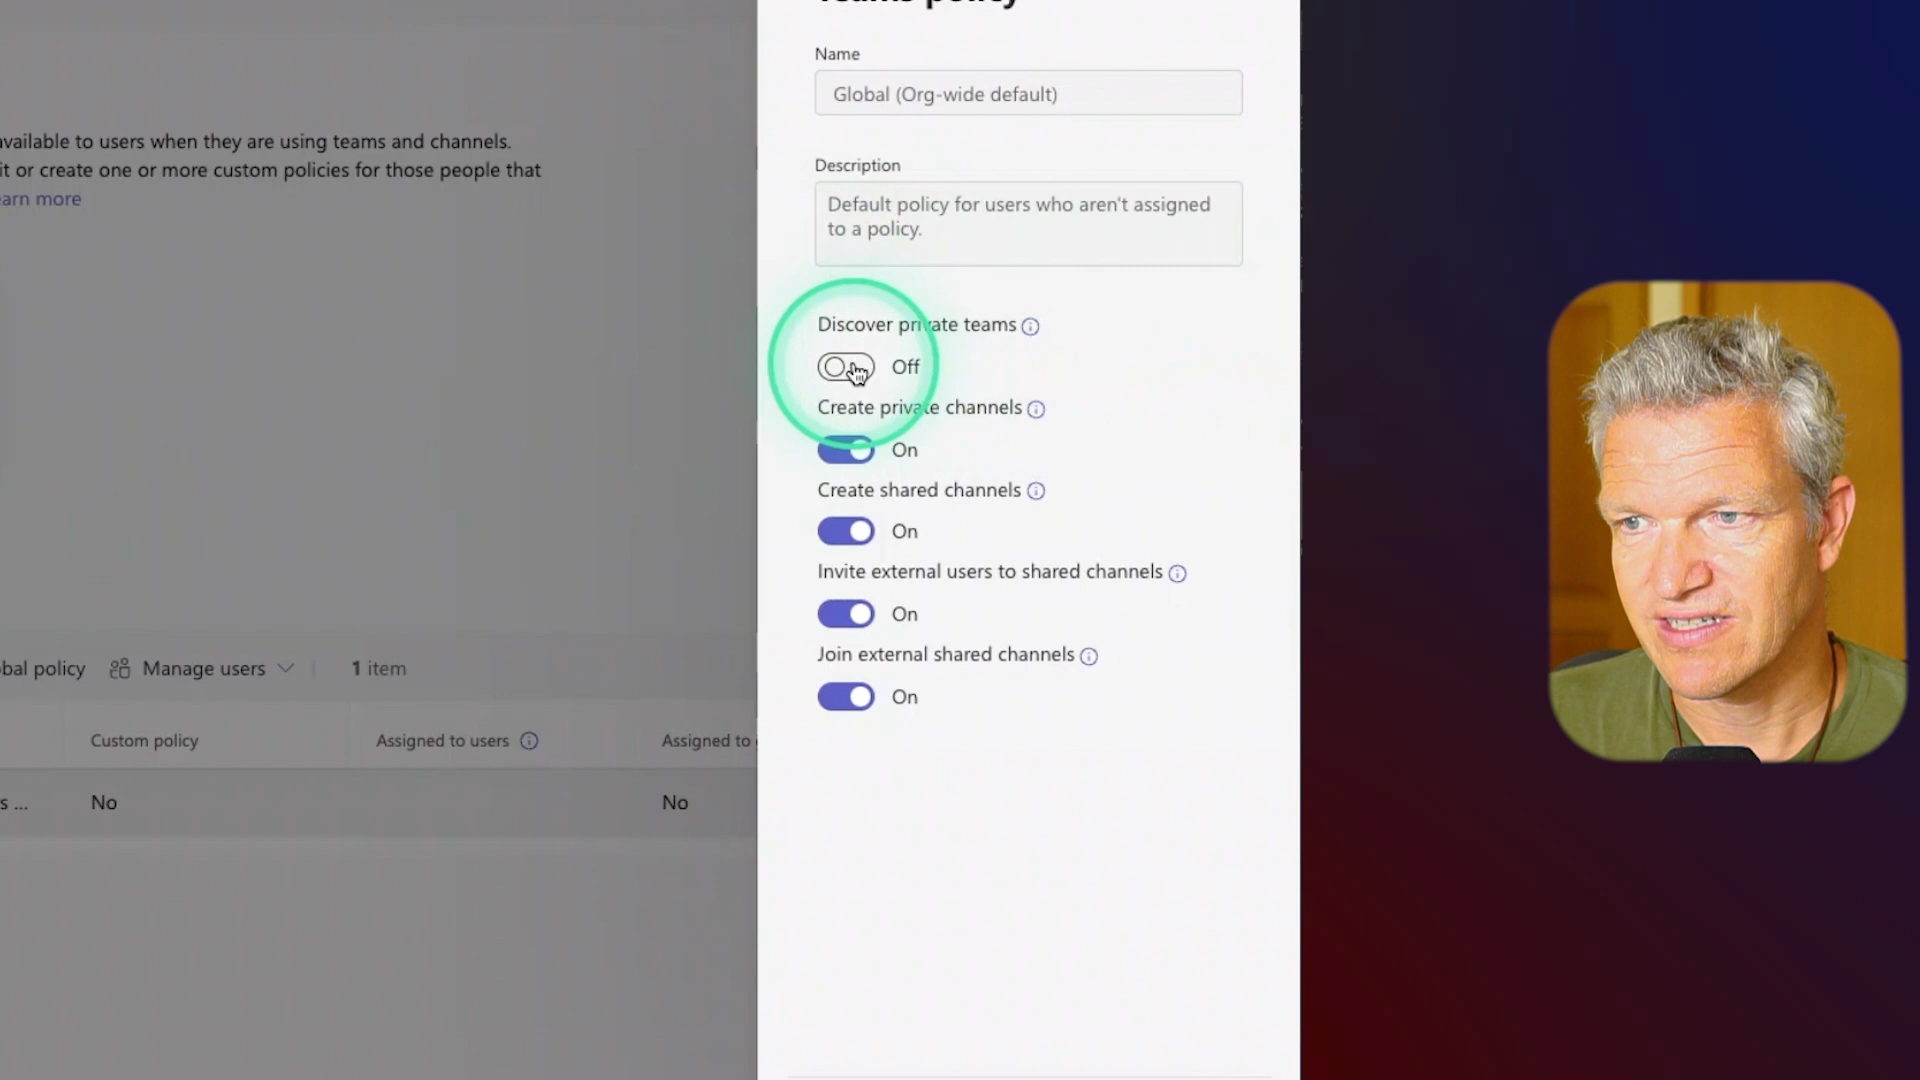 Teams policy
Name
Global (Org-wide default)
Description
Default policy for users who aren't assigned
to a policy.
Discover private teams
Off
Create private channels
On
Create shared channels
On
Invite external users to shared channels
On
Join external shared channels
On
available to users when they are using teams and channels.
it or create one or more custom policies for those people that
earn more
bal policy
Manage users
1 item
Custom policy
Assigned to users
Assigned to
s ...
No
No